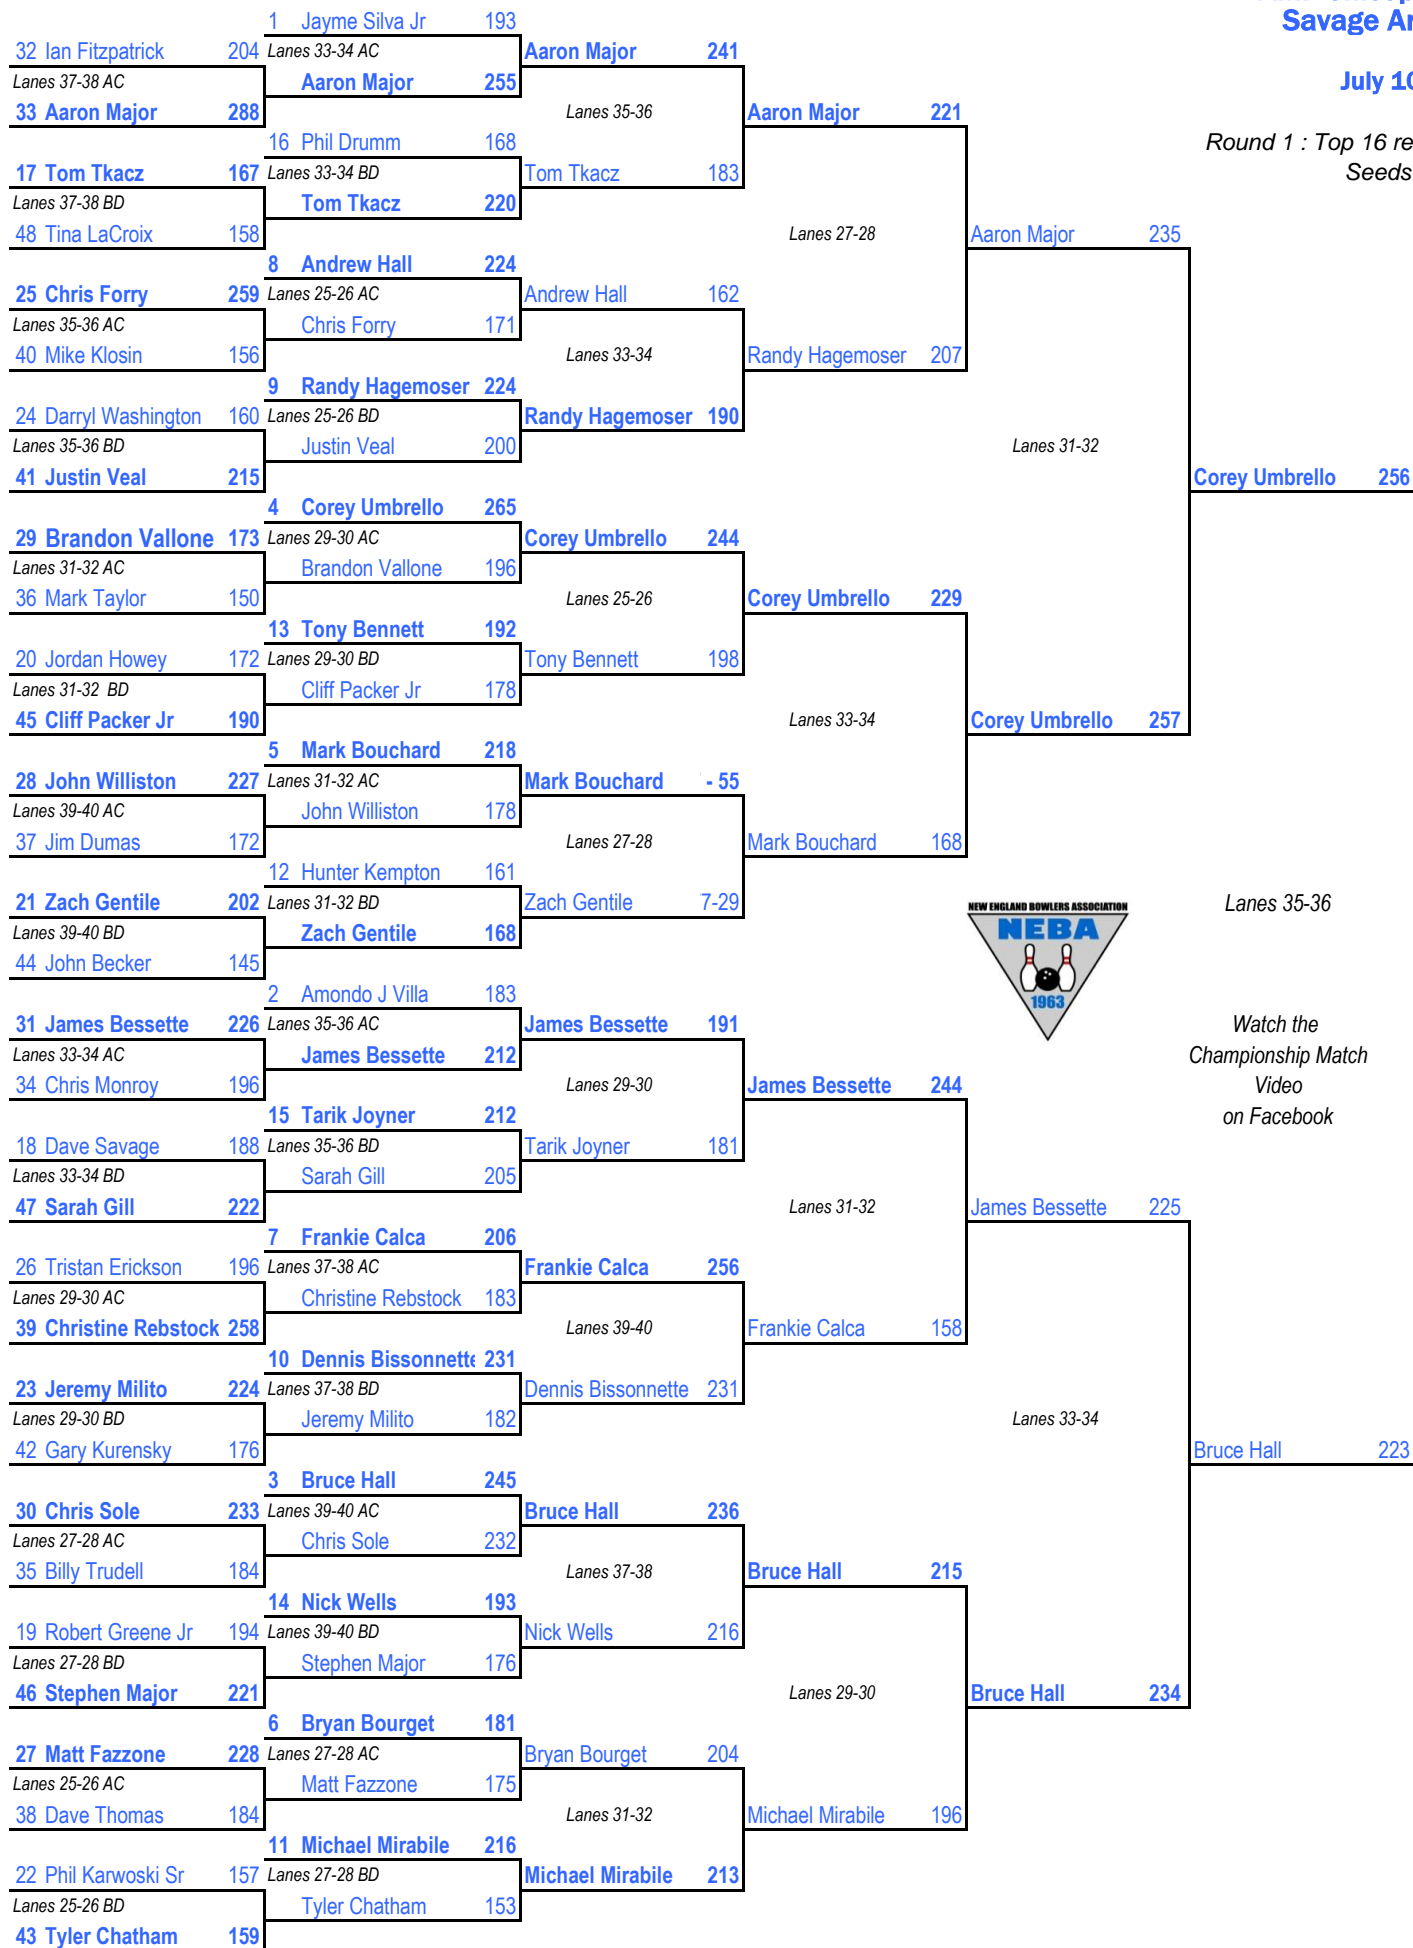 Savage Ar
July 10
Round 1 : Top 16 re
Seeds
1 Jayme Silva Jr 193
32 Ian Fitzpatrick 204 Lanes 33-34 AC Aaron Major 241
Lanes 37-38 AC Aaron Major 255
33 Aaron Major 288 Lanes 35-36 Aaron Major 221
16 Phil Drumm 168
17 Tom Tkacz 167 Lanes 33-34 BD Tom Tkacz 183
Lanes 37-38 BD Tom Tkacz 220
48 Tina LaCroix 158 Lanes 27-28 Aaron Major 235
8 Andrew Hall 224
25 Chris Forry 259 Lanes 25-26 AC Andrew Hall 162
Lanes 35-36 AC Chris Forry 171
40 Mike Klosin 156 Lanes 33-34 Randy Hagemoser 207
9 Randy Hagemoser 224
24 Darryl Washington 160 Lanes 25-26 BD Randy Hagemoser 190
Lanes 35-36 BD Justin Veal 200 Lanes 31-32
41 Justin Veal 215 Corey Umbrello 256
4 Corey Umbrello 265
29 Brandon Vallone 173 Lanes 29-30 AC Corey Umbrello 244
Lanes 31-32 AC Brandon Vallone 196
36 Mark Taylor 150 Lanes 25-26 Corey Umbrello 229
13 Tony Bennett 192
20 Jordan Howey 172 Lanes 29-30 BD Tony Bennett 198
Lanes 31-32 BD Cliff Packer Jr 178
45 Cliff Packer Jr 190 Lanes 33-34 Corey Umbrello 257
5 Mark Bouchard 218
28 John Williston 227 Lanes 31-32 AC Mark Bouchard - 55
Lanes 39-40 AC John Williston 178
37 Jim Dumas 172 Lanes 27-28 Mark Bouchard 168
12 Hunter Kempton 161
21 Zach Gentile 202 Lanes 31-32 BD Zach Gentile 7-29 NEW ENGLAND BOWLERS ASSOCIATION Lanes 35-36
Lanes 39-40 BD Zach Gentile 168 NEBA
44 John Becker 145
2 Amondo J Villa 183 1963
31 James Bessette 226 Lanes 35-36 AC James Bessette 191 Watch the
Lanes 33-34 AC James Bessette 212 Championship Match
34 Chris Monroy 196 Lanes 29-30 James Bessette 244 Video
15 Tarik Joyner 212 on Facebook
18 Dave Savage 188 Lanes 35-36 BD Tarik Joyner 181
Lanes 33-34 BD Sarah Gill 205
47 Sarah Gill 222 Lanes 31-32 James Bessette 225
7 Frankie Calca 206
26 Tristan Erickson 196 Lanes 37-38 AC Frankie Calca 256
Lanes 29-30 AC Christine Rebstock 183
39 Christine Rebstock 258 Lanes 39-40 Frankie Calca 158
10 Dennis Bissonnette 231
23 Jeremy Milito 224 Lanes 37-38 BD Dennis Bissonnette 231
Lanes 29-30 BD Jeremy Milito 182 Lanes 33-34
42 Gary Kurensky 176 Bruce Hall 223
3 Bruce Hall 245
30 Chris Sole 233 Lanes 39-40 AC Bruce Hall 236
Lanes 27-28 AC Chris Sole 232
35 Billy Trudell 184 Lanes 37-38 Bruce Hall 215
14 Nick Wells 193
19 Robert Greene Jr 194 Lanes 39-40 BD Nick Wells 216
Lanes 27-28 BD Stephen Major 176
46 Stephen Major 221 Lanes 29-30 Bruce Hall 234
6 Bryan Bourget 181
27 Matt Fazzone 228 Lanes 27-28 AC Bryan Bourget 204
Lanes 25-26 AC Matt Fazzone 175
38 Dave Thomas 184 Lanes 31-32 Michael Mirabile 196
11 Michael Mirabile 216
22 Phil Karwoski Sr 157 Lanes 27-28 BD Michael Mirabile 213
Lanes 25-26 BD Tyler Chatham 153
43 Tyler Chatham 159